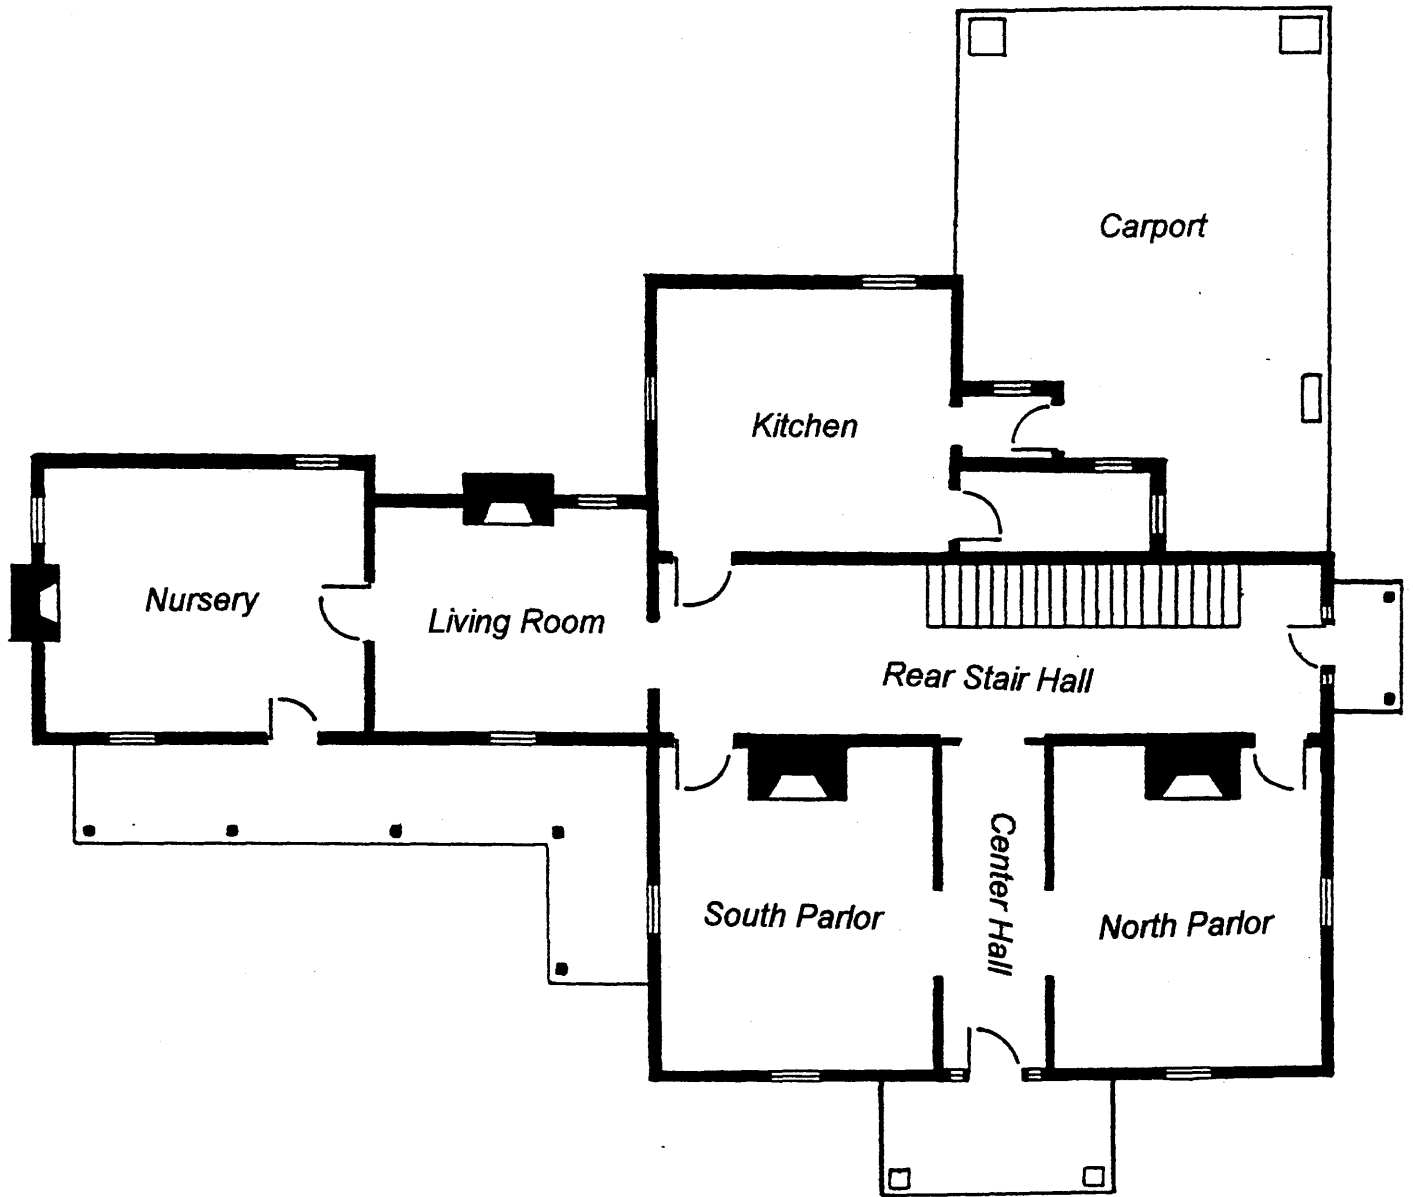 Carport
Kitchen
Nursery
Living Room
Rear Stair Hall
Center Hall
South Parlor
North Parlor